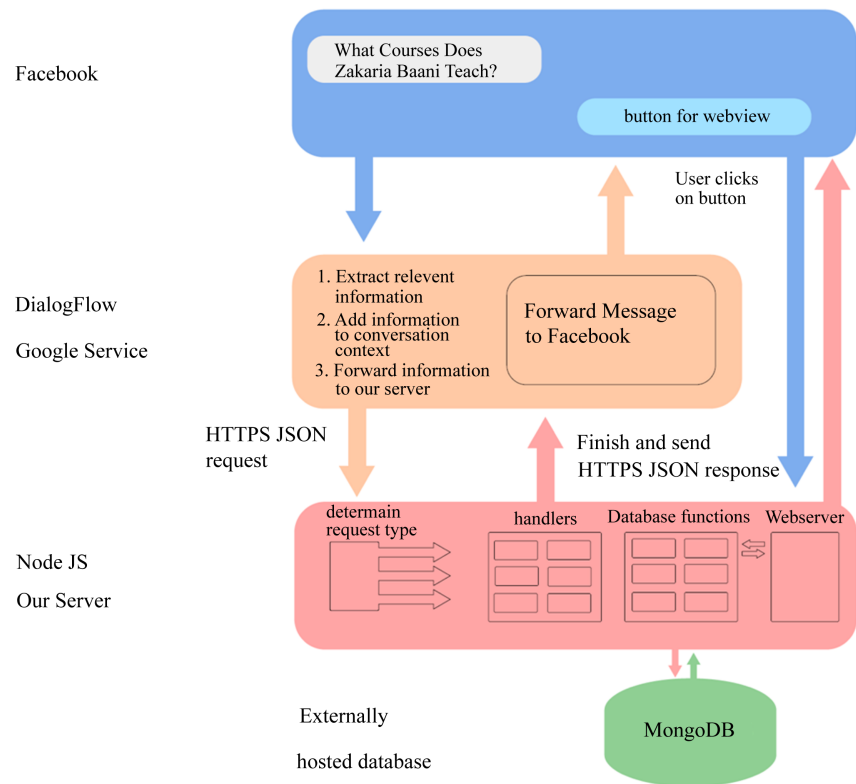 Facebook
What Courses Does
Zakaria Baani Teach?
button for webview
User clicks
on button
DialogFlow
Google Service
1. Extract relevent
information
2. Add information
to conversation
context
3. Forward information
to our server
Forward Message
to Facebook
HTTPS JSON
request
Finish and send
HTTPS JSON response
Node JS
Our Server
determain
request type
handlers
Database functions
Webserver
Externally
hosted database
MongoDB